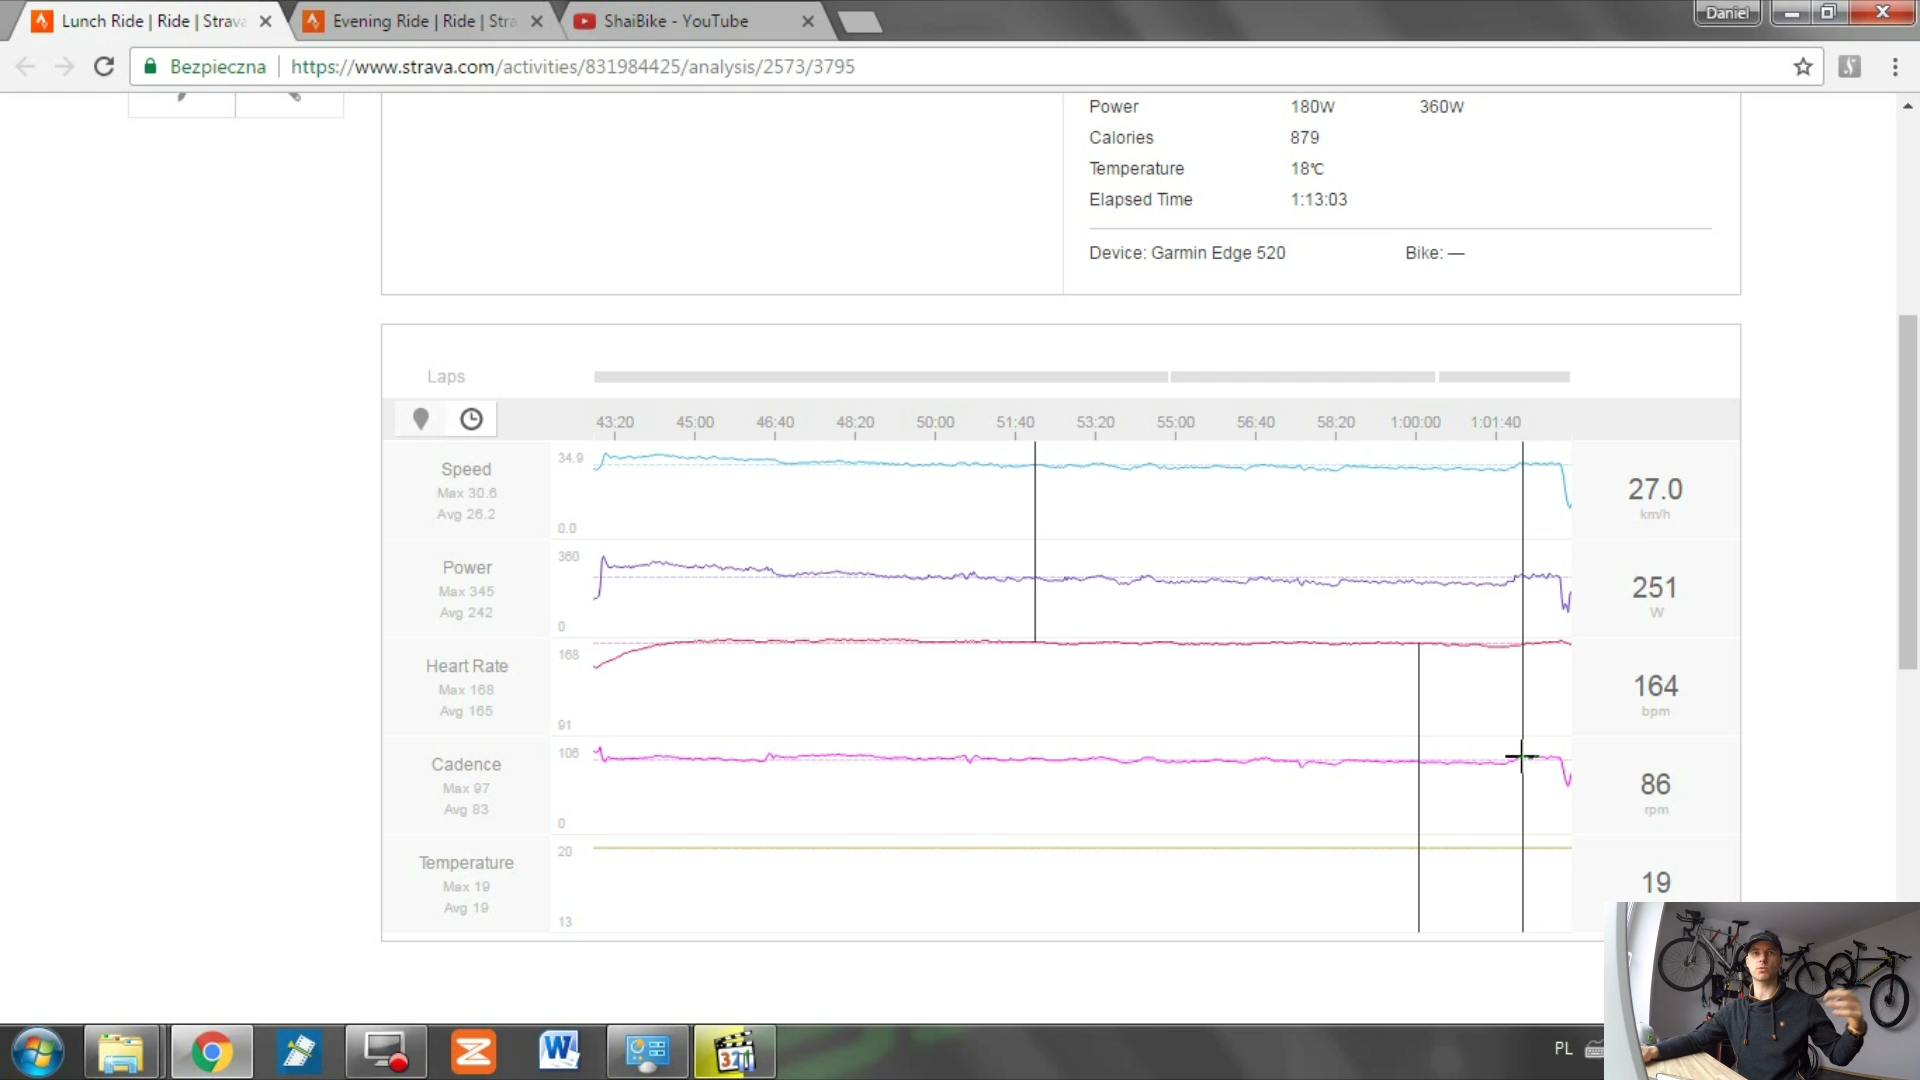 Lunch Ride | Ride | Strava
Evening Ride | Ride | Stra
ShaiBike - YouTube
Daniel
Bezpieczna
https://www.strava.com/activities/831984425/analysis/2573/3795
Power 180W 360W
Calories 879
Temperature 18℃
Elapsed Time 1:13:03
Device: Garmin Edge 520 Bike: —
Laps
43:20 45:00 46:40 48:20 50:00 51:40 53:20 55:00 56:40 58:20 1:00:00 1:01:40
Speed
Max 30.6
Avg 26.2
34.9
0.0
27.0
km/h
Power
Max 345
Avg 242
360
0
251
W
Heart Rate
Max 168
Avg 165
168
91
164
bpm
Cadence
Max 97
Avg 83
106
0
86
rpm
Temperature
Max 19
Avg 19
20
13
19
Z
W
321
PL